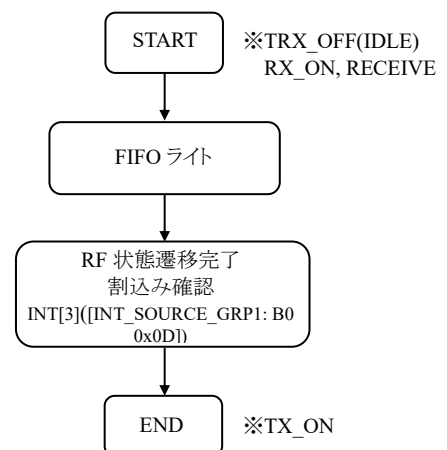 START
※TRX_OFF(IDLE)
RX_ON, RECEIVE
FIFO ライト
RF 状態遷移完了
割込み確認
INT[3]([INT_SOURCE_GRP1: B0
0x0D])
END
※TX_ON